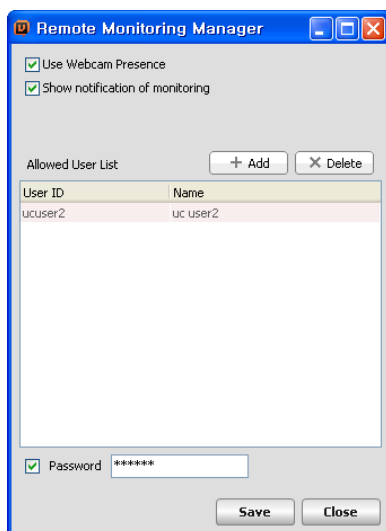 Remote Monitoring Manager
Use Webcam Presence
Show notification of monitoring
Allowed User List + Add × Delete
User ID Name
ucuser2 uc user2
Password ******
Save Close